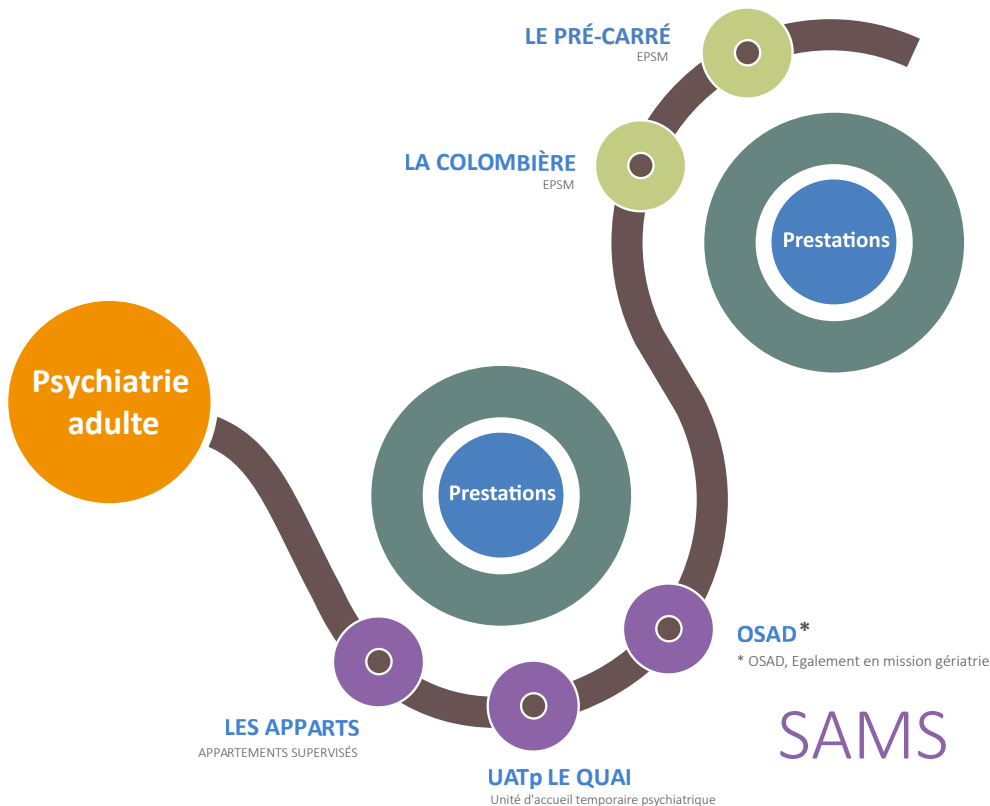 LE PRÉ-CARRÉ
EPSM
LA COLOMBIÈRE
EPSM
Prestations
Psychiatrie
adulte
Prestations
OSAD*
* OSAD, Egalement en mission gériatrie
LES APPARTS
APPARTEMENTS SUPERVISÉS
SAMS
UATp LE QUAI
Unité d'accueil temporaire psychiatrique